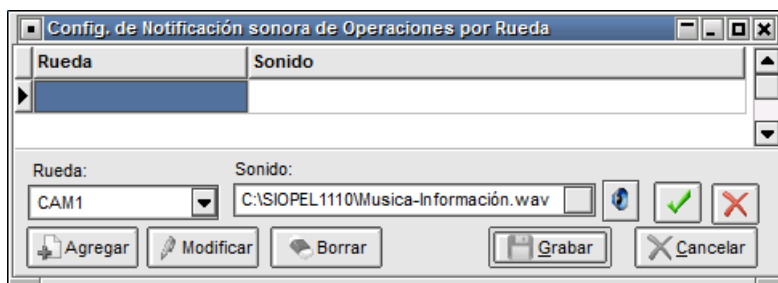 Config. de Notificación sonora de Operaciones por Rueda
Rueda Sonido
Rueda: Sonido:
CAM1 C:\SIOPEL1110\Musica-Información.wav
Agregar Modificar Borrar Grabar Cancelar